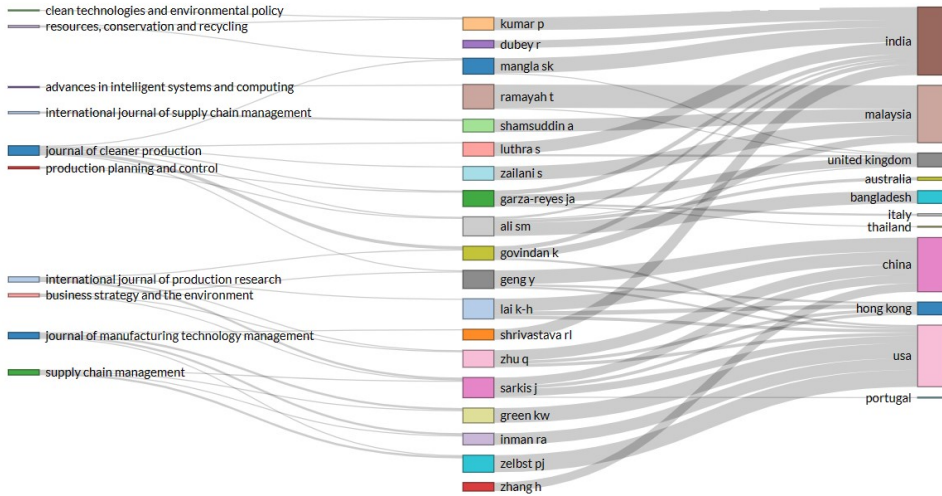 clean technologies and environmental policy
resources, conservation and recycling
advances in intelligent systems and computing
international journal of supply chain management
journal of cleaner production
production planning and control
international journal of production research
business strategy and the environment
journal of manufacturing technology management
supply chain management
kumar p
dubey r
mangla sk
ramayah t
shamsuddin a
luthra s
zailani s
garza-reyes ja
ali sm
govindan k
geng y
lai k-h
shrivastava rl
zhu q
sarkis j
green kw
inman ra
zelbst pj
zhang h
india
malaysia
united kingdom
australia
bangladesh
italy
thailand
china
hong kong
usa
portugal